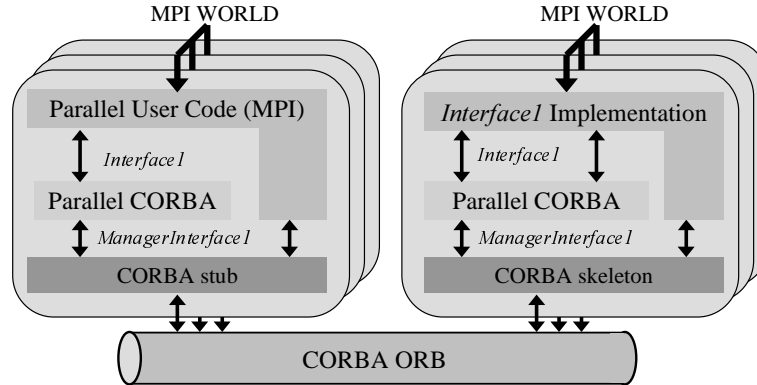 MPI WORLD
Parallel User Code (MPI)
Interface1
Parallel CORBA
ManagerInterface1
CORBA stub
MPI WORLD
Interface1 Implementation
Interface1
Parallel CORBA
ManagerInterface1
CORBA skeleton
CORBA ORB